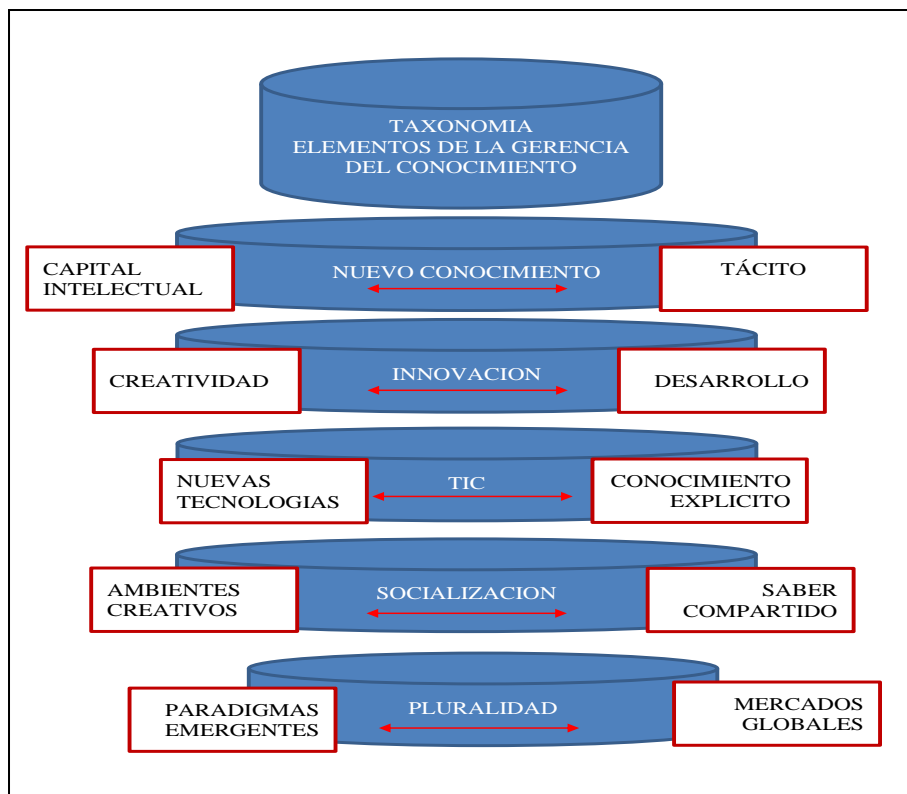 TAXONOMIA
ELEMENTOS DE LA GERENCIA
DEL CONOCIMIENTO
CAPITAL
INTELECTUAL
NUEVO CONOCIMIENTO
TÁCITO
CREATIVIDAD
INNOVACION
DESARROLLO
NUEVAS
TECNOLOGIAS
TIC
CONOCIMIENTO
EXPLICITO
AMBIENTES
CREATIVOS
SOCIALIZACION
SABER
COMPARTIDO
PARADIGMAS
EMERGENTES
PLURALIDAD
MERCADOS
GLOBALES